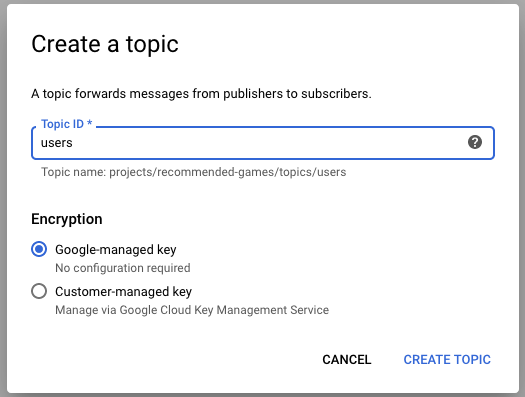 Create a topic
A topic forwards messages from publishers to subscribers.
Topic ID *
users
?
Topic name: projects/recommended-games/topics/users
Encryption
Google-managed key
No configuration required
Customer-managed key
Manage via Google Cloud Key Management Service
CANCEL CREATE TOPIC